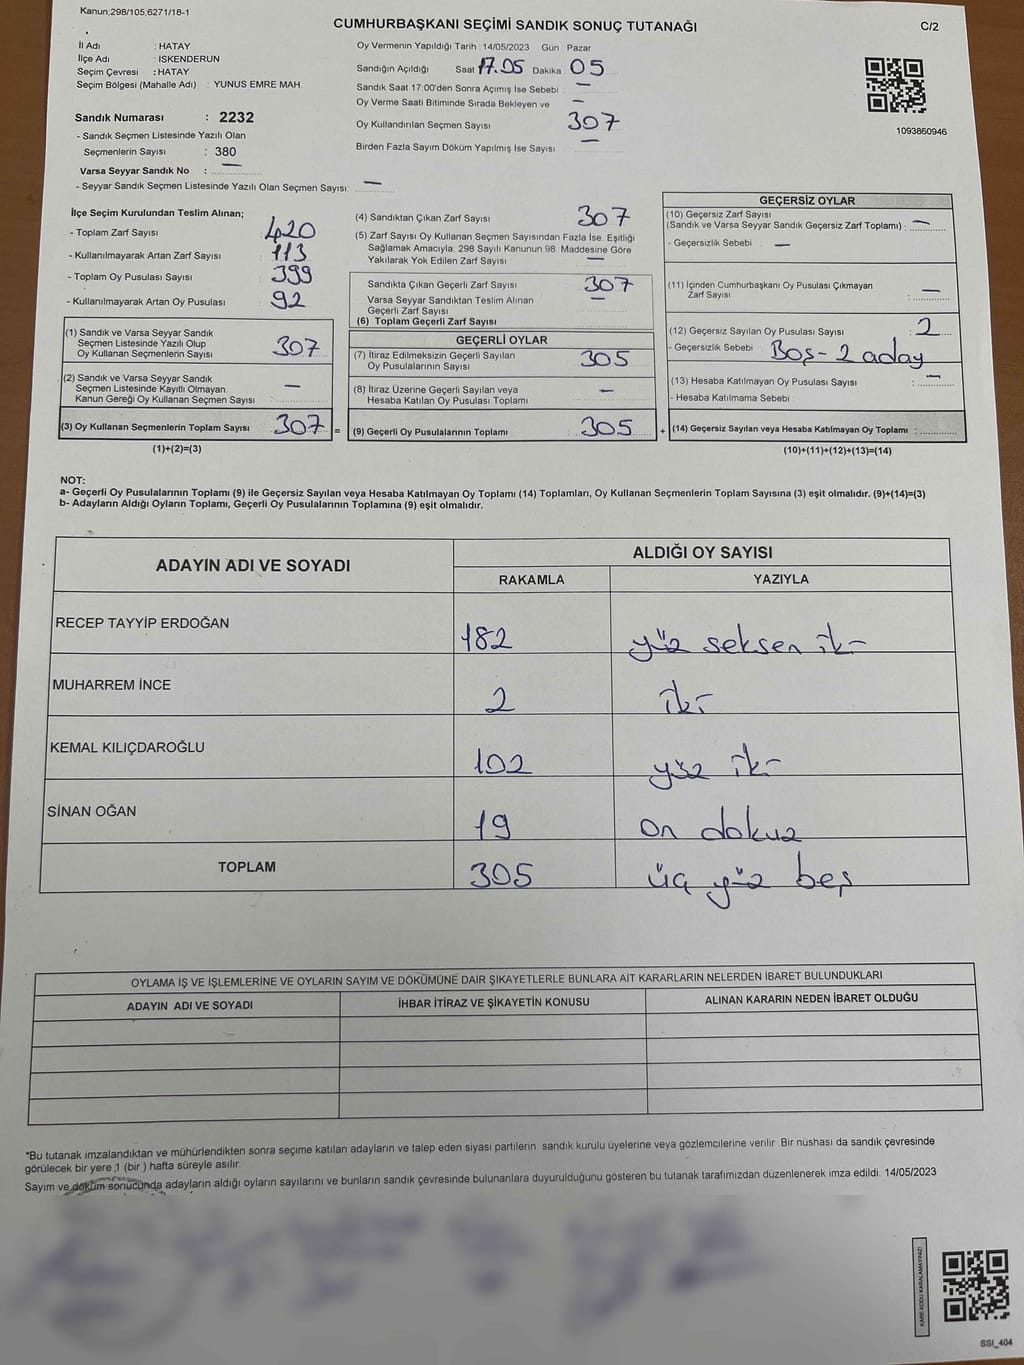 Kanun;298/105,6271/18-1
CUMHURBAŞKANI SEÇİMİ SANDIK SONUÇ TUTANAĞI
C/2
İl Adı : HATAY
İlçe Adı : İSKENDERUN
Seçim Çevresi : HATAY
Seçim Bölgesi (Mahalle Adı) : YUNUS EMRE MAH.
Sandık Numarası : 2232
- Sandık Seçmen Listesinde Yazılı Olan
Seçmenlerin Sayısı : 380
Varsa Seyyar Sandık No : —
- Seyyar Sandık Seçmen Listesinde Yazılı Olan Seçmen Sayısı: —
Oy Vermenin Yapıldığı Tarih : 14/05/2023 Gün : Pazar
Sandığın Açıldığı Saat 17.05 Dakika 05
Sandık Saat 17:00'den Sonra Açımış İse Sebebi : —
Oy Verme Saati Bitiminde Sırada Bekleyen ve —
Oy Kullandırılan Seçmen Sayısı 307
Birden Fazla Sayım Döküm Yapılmış İse Sayısı —
1093860946
İlçe Seçim Kurulundan Teslim Alınan;
- Toplam Zarf Sayısı : 420
- Kullanılmayarak Artan Zarf Sayısı : 113
- Toplam Oy Pusulası Sayısı : 399
- Kullanılmayarak Artan Oy Pusulası : 92
(1) Sandık ve Varsa Seyyar Sandık
Seçmen Listesinde Yazılı Olup
Oy Kullanan Seçmenlerin Sayısı : 307
(2) Sandık ve Varsa Seyyar Sandık
Seçmen Listesinde Kayıtlı Olmayan
Kanun Gereği Oy Kullanan Seçmen Sayısı : —
(3) Oy Kullanan Seçmenlerin Toplam Sayısı : 307 =
(1)+(2)=(3)
(4) Sandıktan Çıkan Zarf Sayısı 307
(5) Zarf Sayısı Oy Kullanan Seçmen Sayısından Fazla İse, Eşitliği
Sağlamak Amacıyla; 298 Sayılı Kanunun 98. Maddesine Göre
Yakılarak Yok Edilen Zarf Sayısı —
Sandıkta Çıkan Geçerli Zarf Sayısı 307
Varsa Seyyar Sandıktan Teslim Alınan —
Geçerli Zarf Sayısı
(6) Toplam Geçerli Zarf Sayısı
GEÇERLİ OYLAR
(7) İtiraz Edilmeksizin Geçerli Sayılan
Oy Pusulalarının Sayısı 305
(8) İtiraz Üzerine Geçerli Sayılan veya
Hesaba Katılan Oy Pusulası Toplamı —
(9) Geçerli Oy Pusulalarının Toplamı 305 +
GEÇERSİZ OYLAR
(10) Geçersiz Zarf Sayısı
(Sandık ve Varsa Seyyar Sandık Geçersiz Zarf Toplamı) : —
- Geçersizlik Sebebi : —
(11) İçinden Cumhurbaşkanı Oy Pusulası Çıkmayan
Zarf Sayısı : —
(12) Geçersiz Sayılan Oy Pusulası Sayısı : 2
- Geçersizlik Sebebi : Boş - 2 aday
(13) Hesaba Katılmayan Oy Pusulası Sayısı : —
- Hesaba Katılmama Sebebi :
(14) Geçersiz Sayılan veya Hesaba Katılmayan Oy Toplamı :
(10)+(11)+(12)+(13)=(14)
NOT:
a- Geçerli Oy Pusulalarının Toplamı (9) ile Geçersiz Sayılan veya Hesaba Katılmayan Oy Toplamı (14) Toplamları, Oy Kullanan Seçmenlerin Toplam Sayısına (3) eşit olmalıdır. (9)+(14)=(3)
b- Adayların Aldığı Oyların Toplamı, Geçerli Oy Pusulalarının Toplamına (9) eşit olmalıdır.
ADAYIN ADI VE SOYADI ALDIĞI OY SAYISI
RAKAMLA YAZIYLA
RECEP TAYYİP ERDOĞAN 182 yüz seksen iki
MUHARREM İNCE 2 iki
KEMAL KILIÇDAROĞLU 102 yüz iki
SİNAN OĞAN 19 on dokuz
TOPLAM 305 üç yüz beş
OYLAMA İŞ VE İŞLEMLERİNE VE OYLARIN SAYIM VE DÖKÜMÜNE DAİR ŞİKAYETLERLE BUNLARA AİT KARARLARIN NELERDEN İBARET BULUNDUKLARI
ADAYIN ADI VE SOYADI İHBAR İTİRAZ VE ŞİKAYETİN KONUSU ALINAN KARARIN NEDEN İBARET OLDUĞU
*Bu tutanak imzalandıktan ve mühürlendikten sonra seçime katılan adayların ve talep eden siyasi partilerin sandık kurulu üyelerine veya gözlemcilerine verilir. Bir nüshası da sandık çevresinde
görülecek bir yere 1 (bir ) hafta süreyle asılır.
Sayım ve döküm sonucunda adayların aldığı oyların sayılarını ve bunların sandık çevresinde bulunanlara duyurulduğunu gösteren bu tutanak tarafımızdan düzenlenerek imza edildi. 14/05/2023
KARE KODU KARALAMAYINIZ!
SSI_404